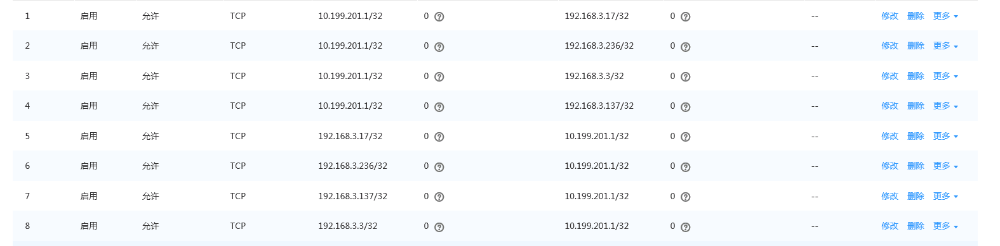 1 启用 允许 TCP 10.199.201.1/32 0 192.168.3.17/32 0 -- 修改 删除 更多
2 启用 允许 TCP 10.199.201.1/32 0 192.168.3.236/32 0 -- 修改 删除 更多
3 启用 允许 TCP 10.199.201.1/32 0 192.168.3.3/32 0 -- 修改 删除 更多
4 启用 允许 TCP 10.199.201.1/32 0 192.168.3.137/32 0 -- 修改 删除 更多
5 启用 允许 TCP 192.168.3.17/32 0 10.199.201.1/32 0 -- 修改 删除 更多
6 启用 允许 TCP 192.168.3.236/32 0 10.199.201.1/32 0 -- 修改 删除 更多
7 启用 允许 TCP 192.168.3.137/32 0 10.199.201.1/32 0 -- 修改 删除 更多
8 启用 允许 TCP 192.168.3.3/32 0 10.199.201.1/32 0 -- 修改 删除 更多